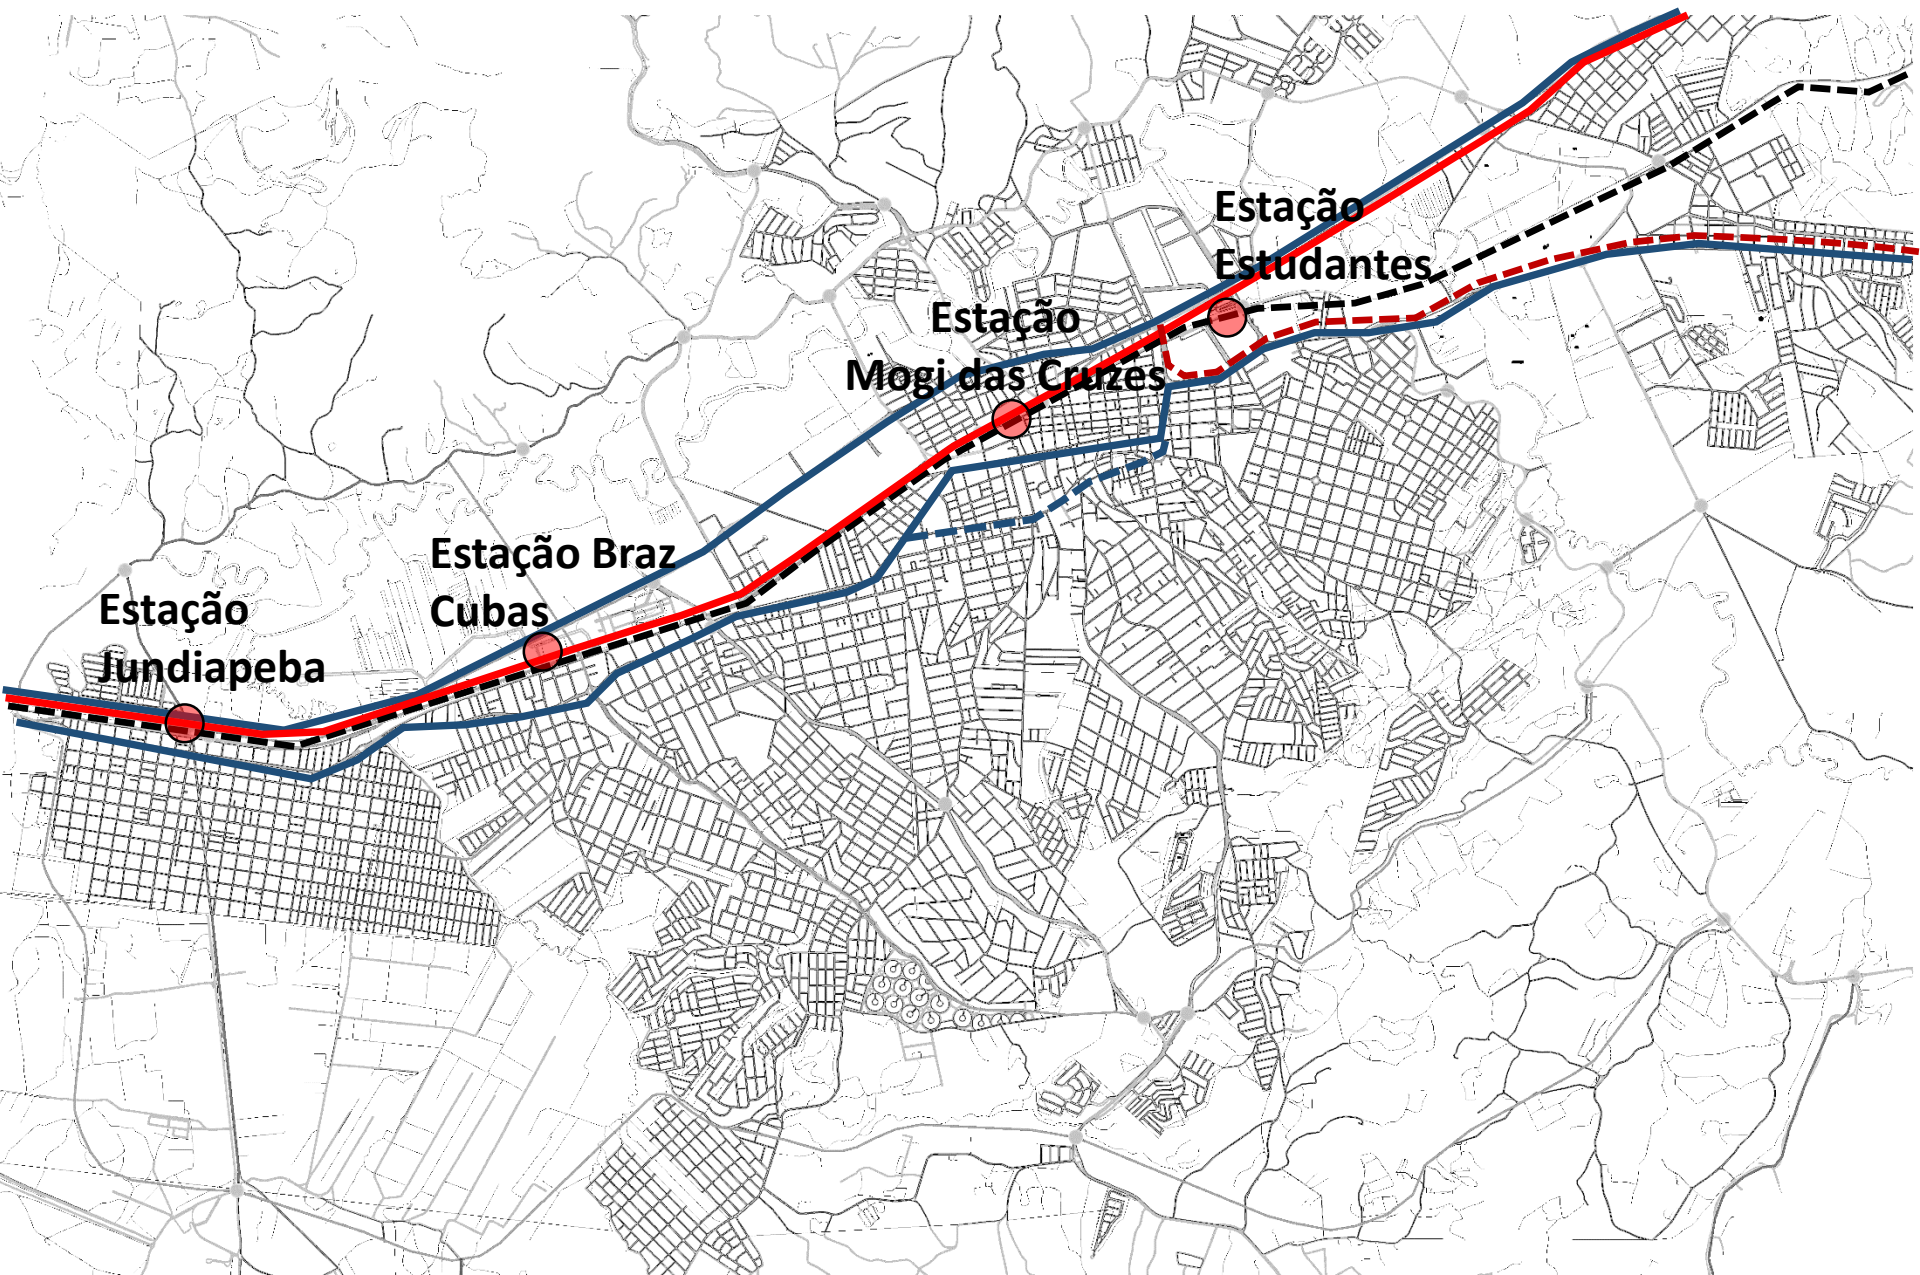 Estação
Estudantes
Estação
Mogi das Cruzes
Estação Braz
Cubas
Estação
Jundiapeba